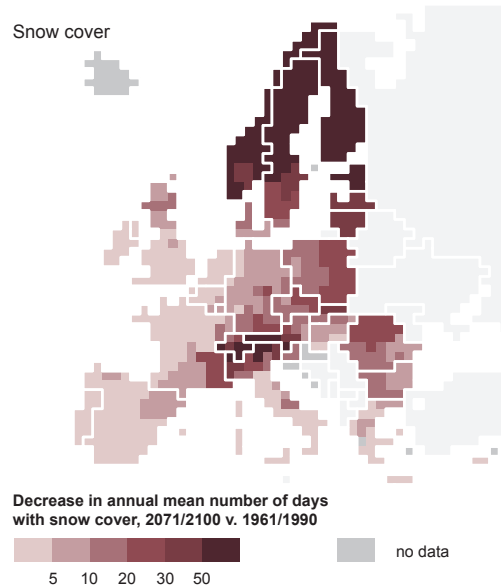 Snow cover
Decrease in annual mean number of days
with snow cover, 2071/2100 v. 1961/1990
5 10 20 30 50
no data